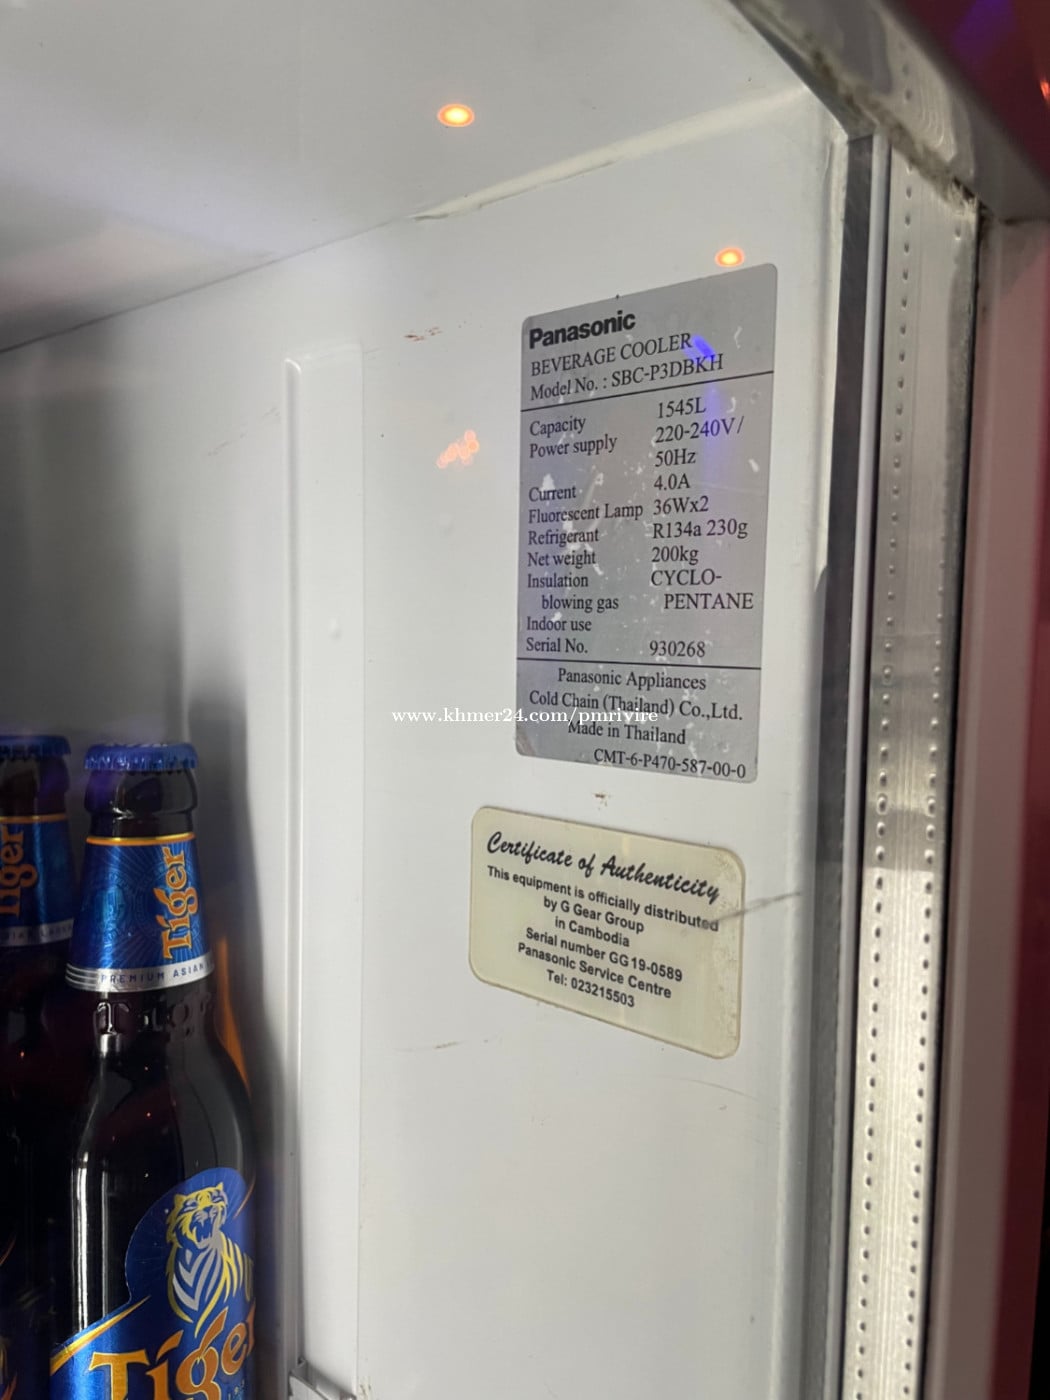 Panasonic
BEVERAGE COOLER
Model No. : SBC-P3DBKH
Capacity 1545L
Power supply 220-240V/
50Hz
Current 4.0A
Fluorescent Lamp 36Wx2
Refrigerant R134a 230g
Net weight 200kg
Insulation CYCLO-
blowing gas PENTANE
Indoor use
Serial No. 930268
Panasonic Appliances
Cold Chain (Thailand) Co.,Ltd.
www.khmer24.com/pmrivire
Made in Thailand
CMT-6-P470-587-00-0
Certificate of Authenticity
This equipment is officially distributed
by G Gear Group
in Cambodia
Serial number GG19-0589
Panasonic Service Centre
Tel: 023215503
Tiger
Tiger
PREMIUM ASIAN
Tiger